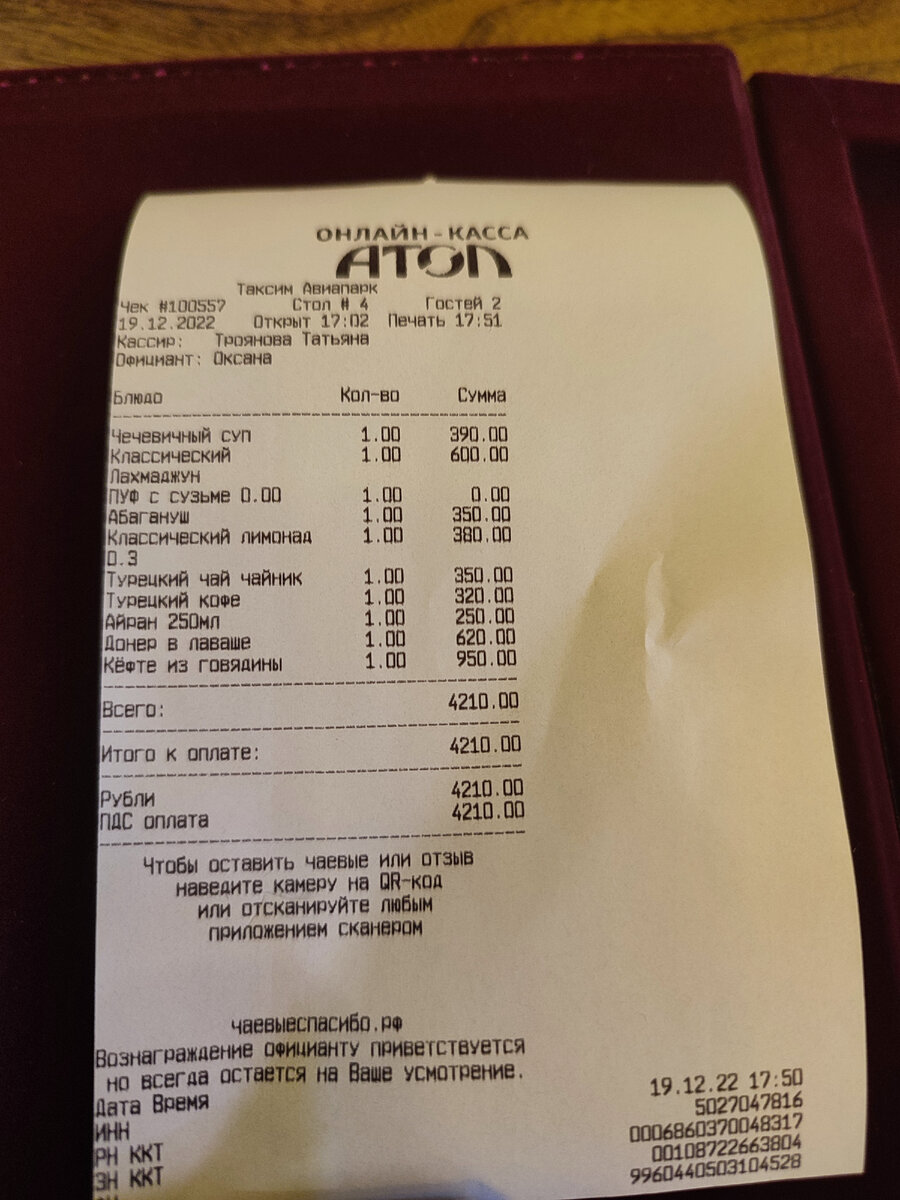 ОНЛАЙН-КАССА
АТОЛ
Таксим Авиапарк
Чек #100557 Стол # 4 Гостей 2
19.12.2022 Открыт 17:02 Печать 17:51
Кассир: Троянова Татьяна
Официант: Оксана
Блюдо Кол-во Сумма
Чечевичный суп 1.00 390.00
Классический 1.00 600.00
Лахмаджун
ПУФ с сузьме 0.00 1.00 0.00
Абагануш 1.00 350.00
Классический лимонад 1.00 380.00
0.3
Турецкий чай чайник 1.00 350.00
Турецкий кофе 1.00 320.00
Айран 250мл 1.00 250.00
Донер в лаваше 1.00 620.00
Кёфте из говядины 1.00 950.00
Всего: 4210.00
Итого к оплате: 4210.00
Рубли 4210.00
ПДС оплата 4210.00
Чтобы оставить чаевые или отзыв
наведите камеру на QR-код
или отсканируйте любым
приложением сканером
чаевыеспасибо.рф
Вознаграждение официанту приветствуется
но всегда остается на Ваше усмотрение.
Дата Время 19.12.22 17:50
ИНН 5027047816
РН ККТ 0006860370048317
ЗН ККТ 00108722663804
9960440503104528